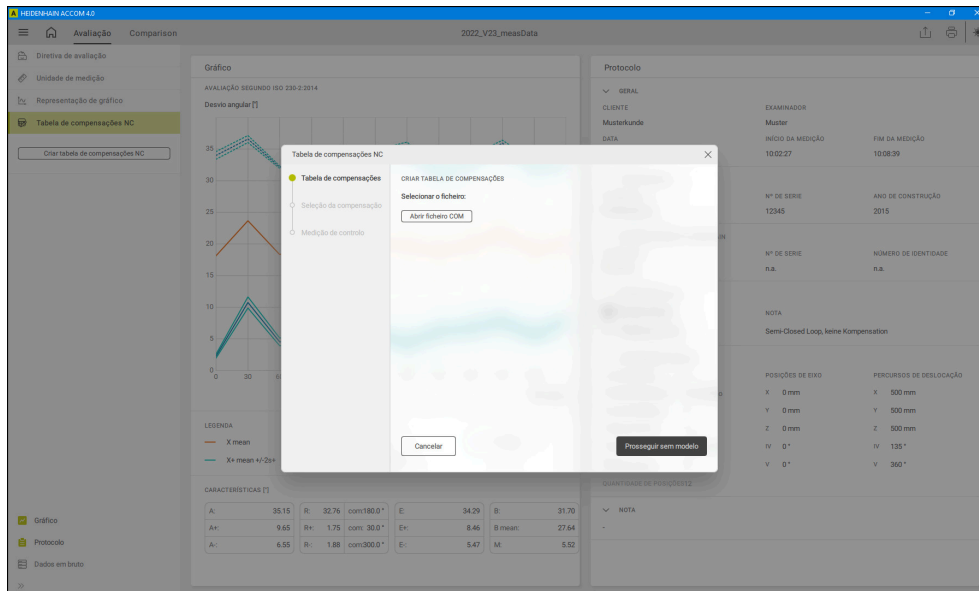 HEIDENHAIN ACCOM 4.0
Avaliação Comparison 2022_V23_measData
Diretiva de avaliação
Unidade de medição
Representação de gráfico
Tabela de compensações NC
Criar tabela de compensações NC
Gráfico
Protocolo
Dados em bruto
Gráfico
AVALIAÇÃO SEGUNDO ISO 230-2:2014
Desvio angular ["]
35
30
25
20
15
10
5
0
0 30
LEGENDA
X mean
X+ mean +/-2s+
CARACTERÍSTICAS ["]
A: 35.15 R: 32.76 com:180.0 ° E: 34.29 B: 31.70
A+: 9.65 R+: 1.75 com: 30.0 ° E+: 8.46 B mean: 27.64
A-: 6.55 R-: 1.88 com:300.0 ° E-: 5.47 M: 5.52
Tabela de compensações NC
Tabela de compensações
Seleção da compensação
Medição de controlo
CRIAR TABELA DE COMPENSAÇÕES
Selecionar o ficheiro:
Abrir ficheiro COM
Cancelar Prosseguir sem modelo
Protocolo
GERAL
CLIENTE EXAMINADOR
Musterkunde Muster
DATA INÍCIO DA MEDIÇÃO FIM DA MEDIÇÃO
10:02:27 10:08:39
Nº DE SERIE ANO DE CONSTRUÇÃO
12345 2015
Nº DE SERIE NÚMERO DE IDENTIDADE
n.a. n.a.
NOTA
Semi-Closed Loop, keine Kompensation
POSIÇÕES DE EIXO PERCURSOS DE DESLOCAÇÃO
X 0 mm X 500 mm
Y 0 mm Y 500 mm
Z 0 mm Z 500 mm
IV 0 ° IV 135 °
V 0 ° V 360 °
QUANTIDADE DE POSIÇÕES12
NOTA
-